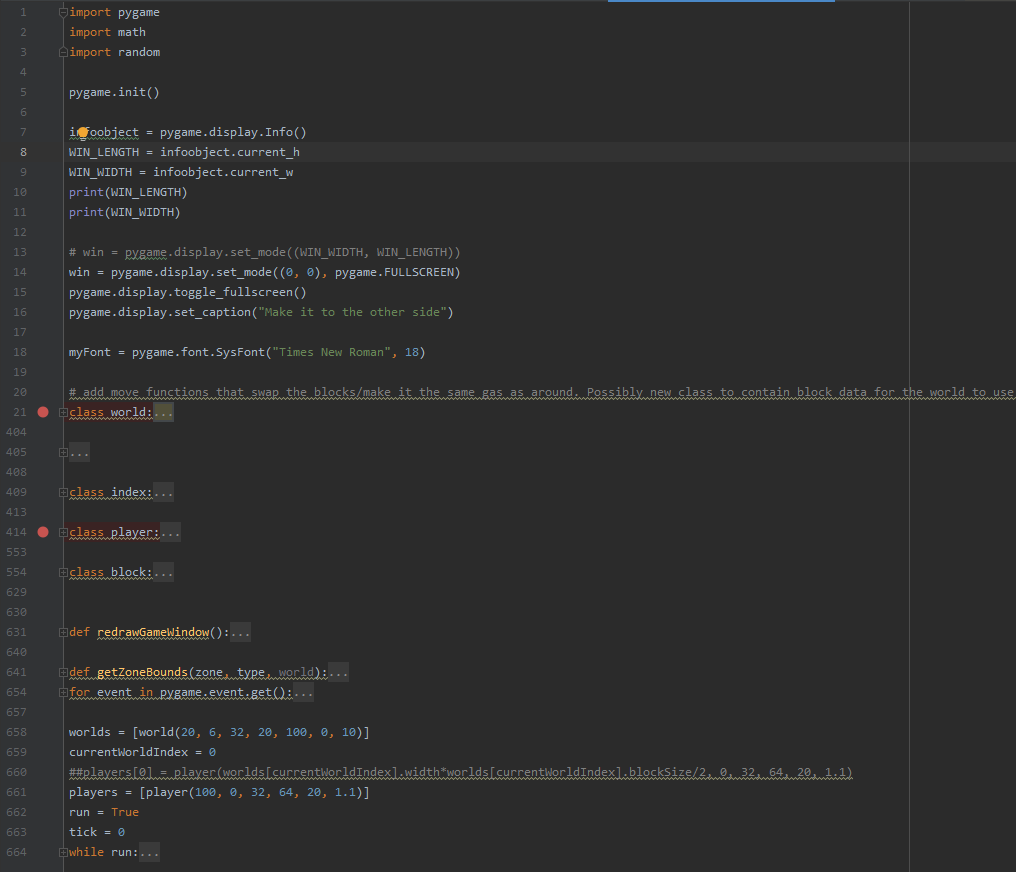 1 import pygame
2 import math
3 import random
4
5 pygame.init()
6
7 infoobject = pygame.display.Info()
8 WIN_LENGTH = infoobject.current_h
9 WIN_WIDTH = infoobject.current_w
10 print(WIN_LENGTH)
11 print(WIN_WIDTH)
12
13 # win = pygame.display.set_mode((WIN_WIDTH, WIN_LENGTH))
14 win = pygame.display.set_mode((0, 0), pygame.FULLSCREEN)
15 pygame.display.toggle_fullscreen()
16 pygame.display.set_caption("Make it to the other side")
17
18 myFont = pygame.font.SysFont("Times New Roman", 18)
19
20 # add move functions that swap the blocks/make it the same gas as around. Possibly new class to contain block data for the world to use
21 class world:...
404
405 ...
408
409 class index:...
413
414 class player:...
553
554 class block:...
629
630
631 def redrawGameWindow():...
640
641 def getZoneBounds(zone, type, world):...
654 for event in pygame.event.get():...
657
658 worlds = [world(20, 6, 32, 20, 100, 0, 10)]
659 currentWorldIndex = 0
660 ##players[0] = player(worlds[currentWorldIndex].width*worlds[currentWorldIndex].blockSize/2, 0, 32, 64, 20, 1.1)
661 players = [player(100, 0, 32, 64, 20, 1.1)]
662 run = True
663 tick = 0
664 while run:...